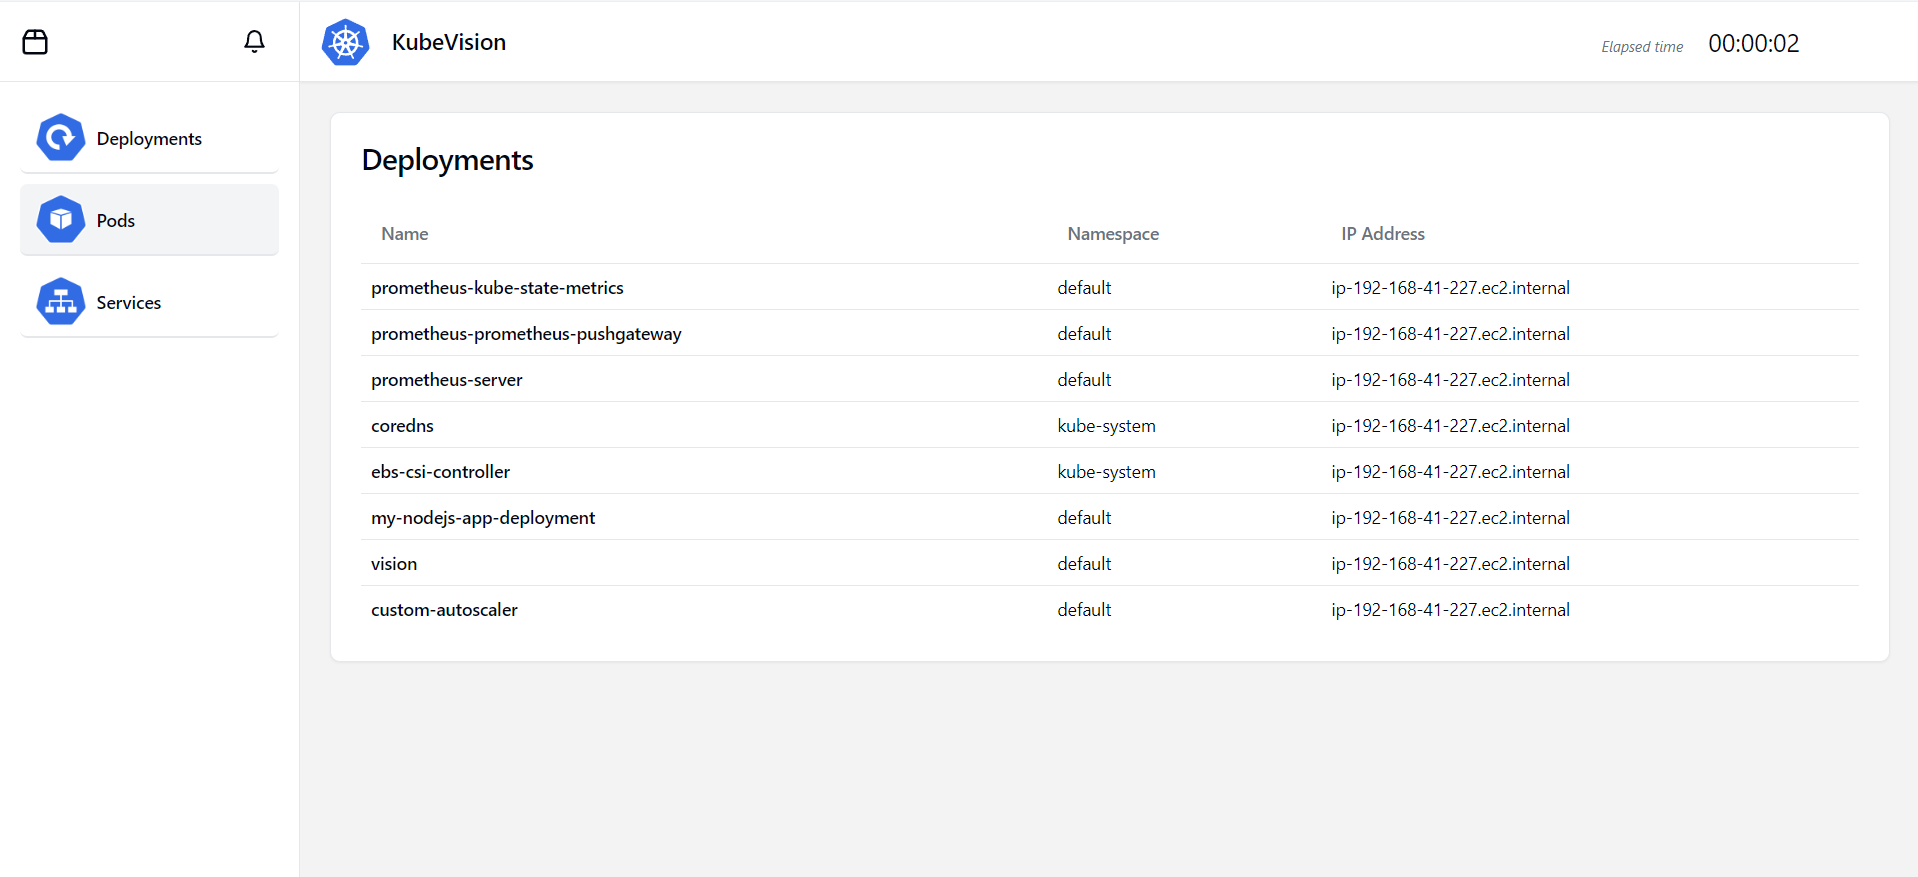 KubeVision
Elapsed time 00:00:02
Deployments
Pods
Services
Deployments
Name Namespace IP Address
prometheus-kube-state-metrics default ip-192-168-41-227.ec2.internal
prometheus-prometheus-pushgateway default ip-192-168-41-227.ec2.internal
prometheus-server default ip-192-168-41-227.ec2.internal
coredns kube-system ip-192-168-41-227.ec2.internal
ebs-csi-controller kube-system ip-192-168-41-227.ec2.internal
my-nodejs-app-deployment default ip-192-168-41-227.ec2.internal
vision default ip-192-168-41-227.ec2.internal
custom-autoscaler default ip-192-168-41-227.ec2.internal